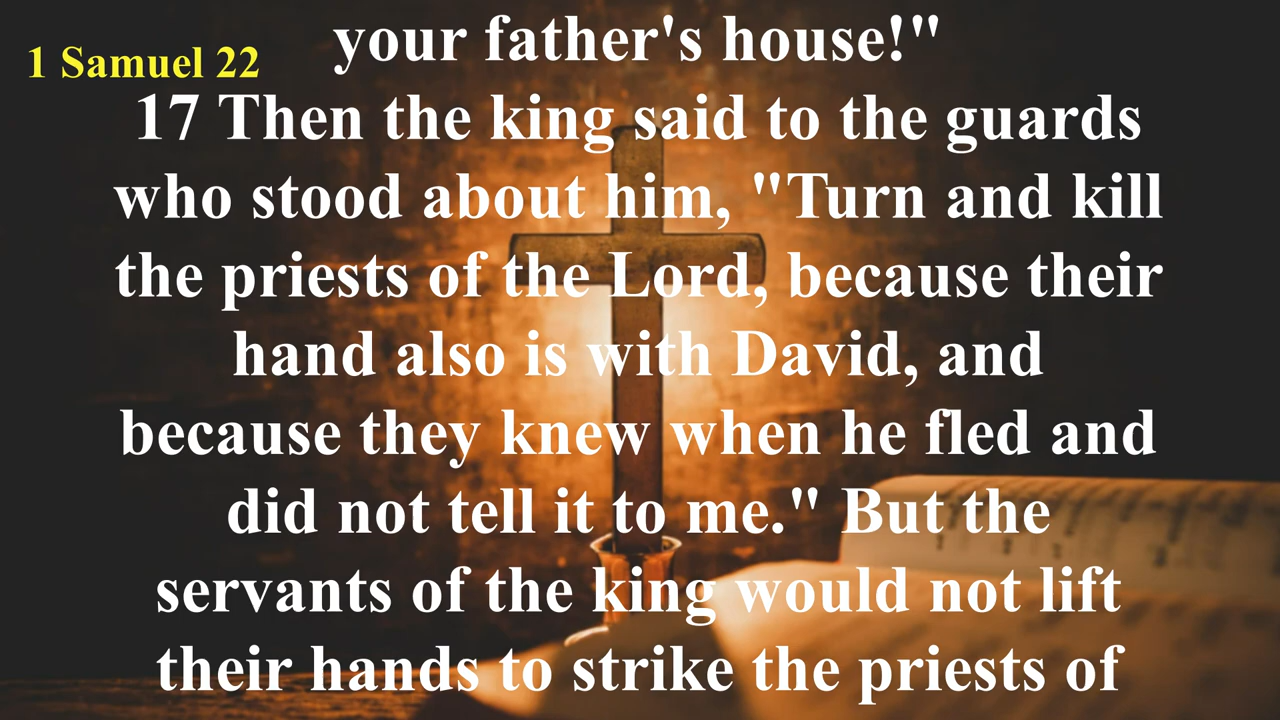 1 Samuel 22
your father's house!"
17 Then the king said to the guards
who stood about him, "Turn and kill
the priests of the Lord, because their
hand also is with David, and
because they knew when he fled and
did not tell it to me." But the
servants of the king would not lift
their hands to strike the priests of